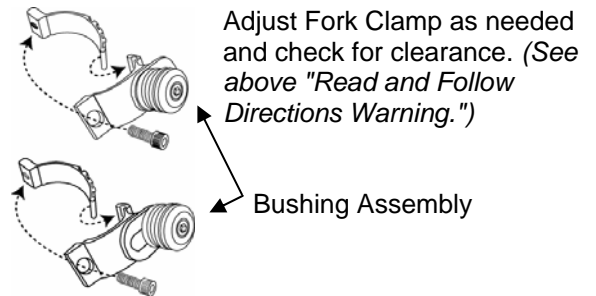 Adjust Fork Clamp as needed
and check for clearance. (See
above "Read and Follow
Directions Warning.")
Bushing Assembly